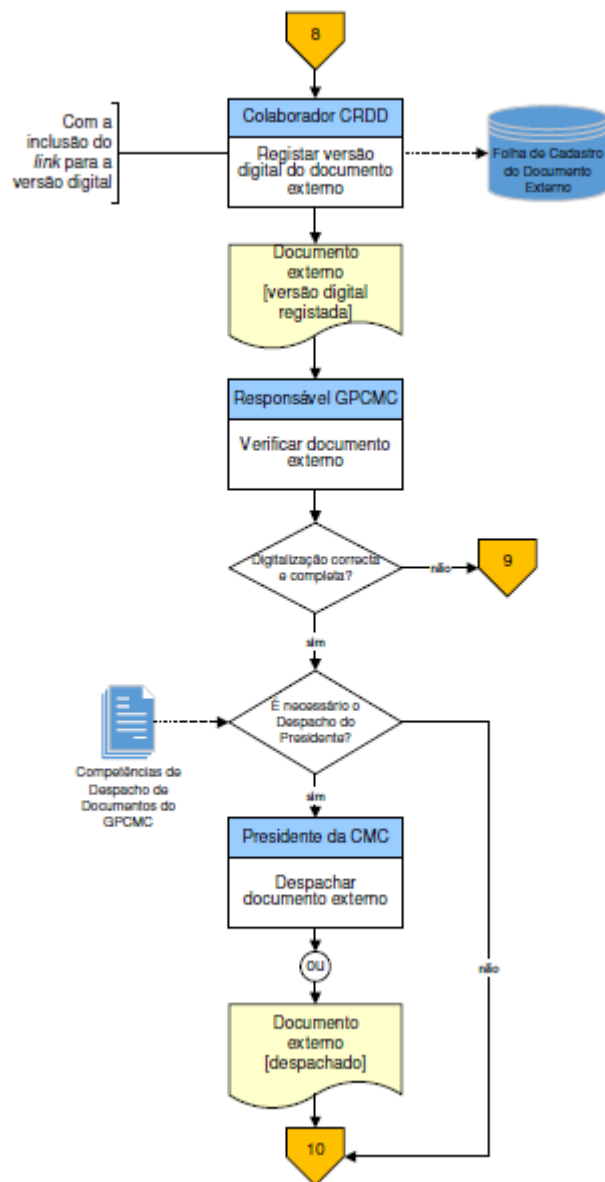 8
Colaborador CRDD
Com a
inclusão do
link para a
versão digital
Registar versão
digital do documento
externo
Folha de Cadastro
do Documento
Externo
Documento
externo
[versão digital
registada]
Responsável GPCMC
Verificar documento
externo
Digitalização correcta
e completa?
não
9
sim
É necessário o
Despacho do
Presidente?
Competências de
Despacho de
Documentos do
GPCMC
sim
Presidente da CMC
Despachar
documento externo
ou
não
Documento
externo
[despachado]
10